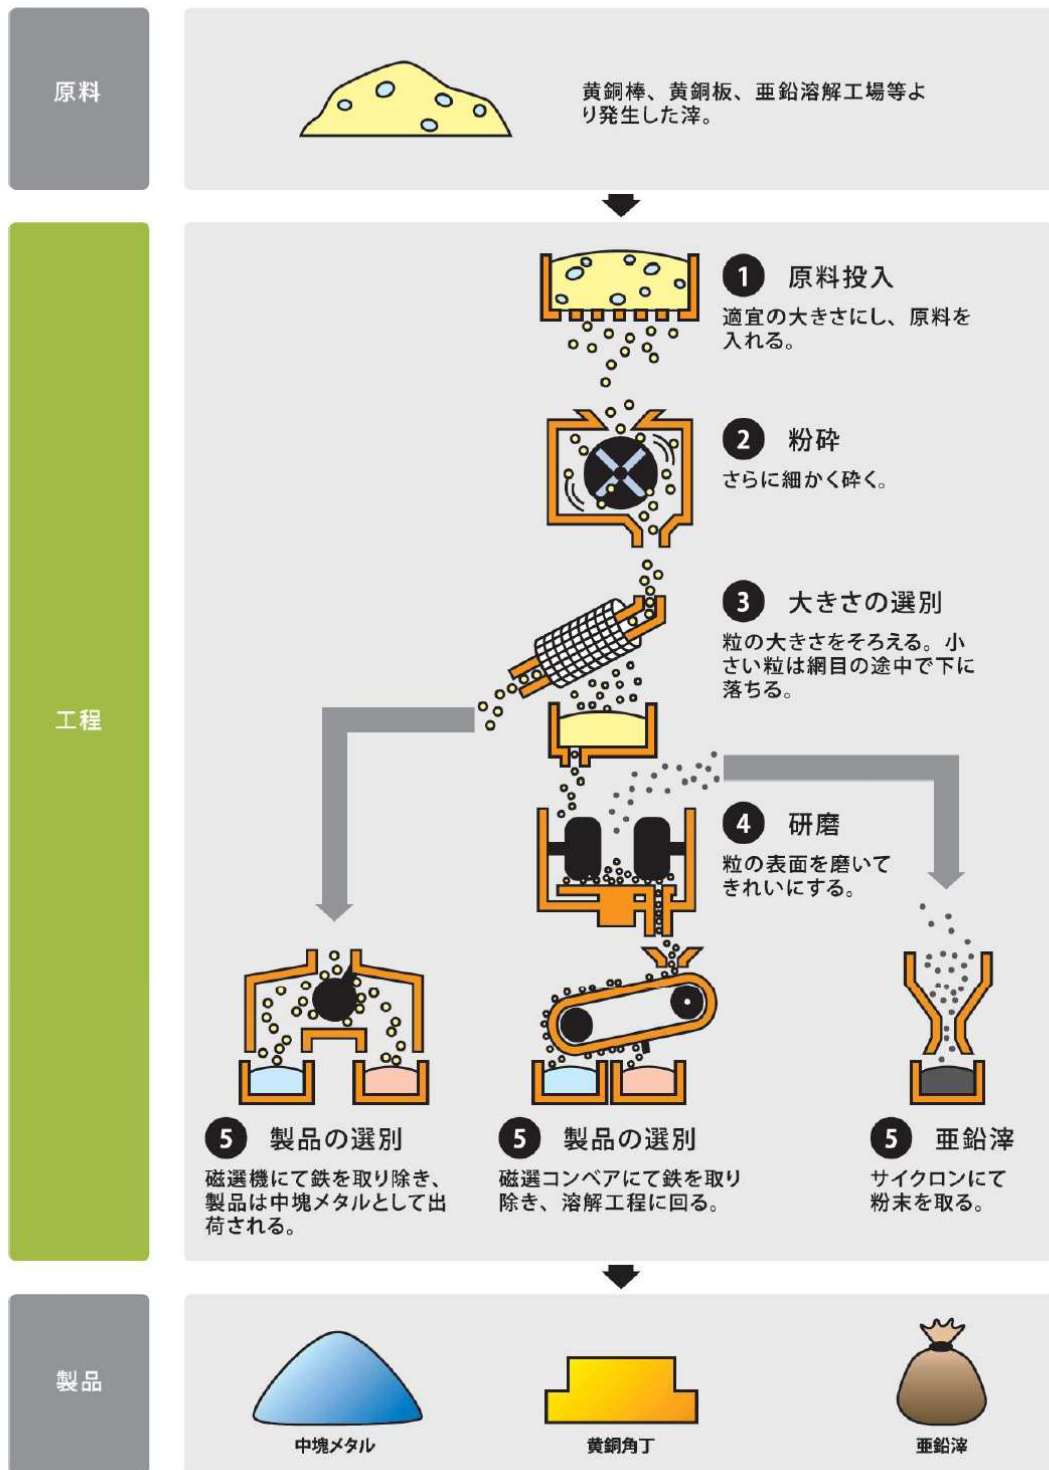 原料
黄銅棒、黄銅板、亜鉛溶解工場等よ
り発生した滓。
工程
1 原料投入
適宜の大きさにし、原料を
入れる。
2 粉砕
さらに細かく砕く。
3 大きさの選別
粒の大きさをそろえる。小
さい粒は網目の途中で下に
落ちる。
4 研磨
粒の表面を磨いて
きれいにする。
5 製品の選別
磁選機にて鉄を取り除き、
製品は中塊メタルとして出
荷される。
5 製品の選別
磁選コンベアにて鉄を取り
除き、溶解工程に回る。
5 亜鉛滓
サイクロンにて
粉末を取る。
製品
中塊メタル
黄銅角丁
亜鉛滓